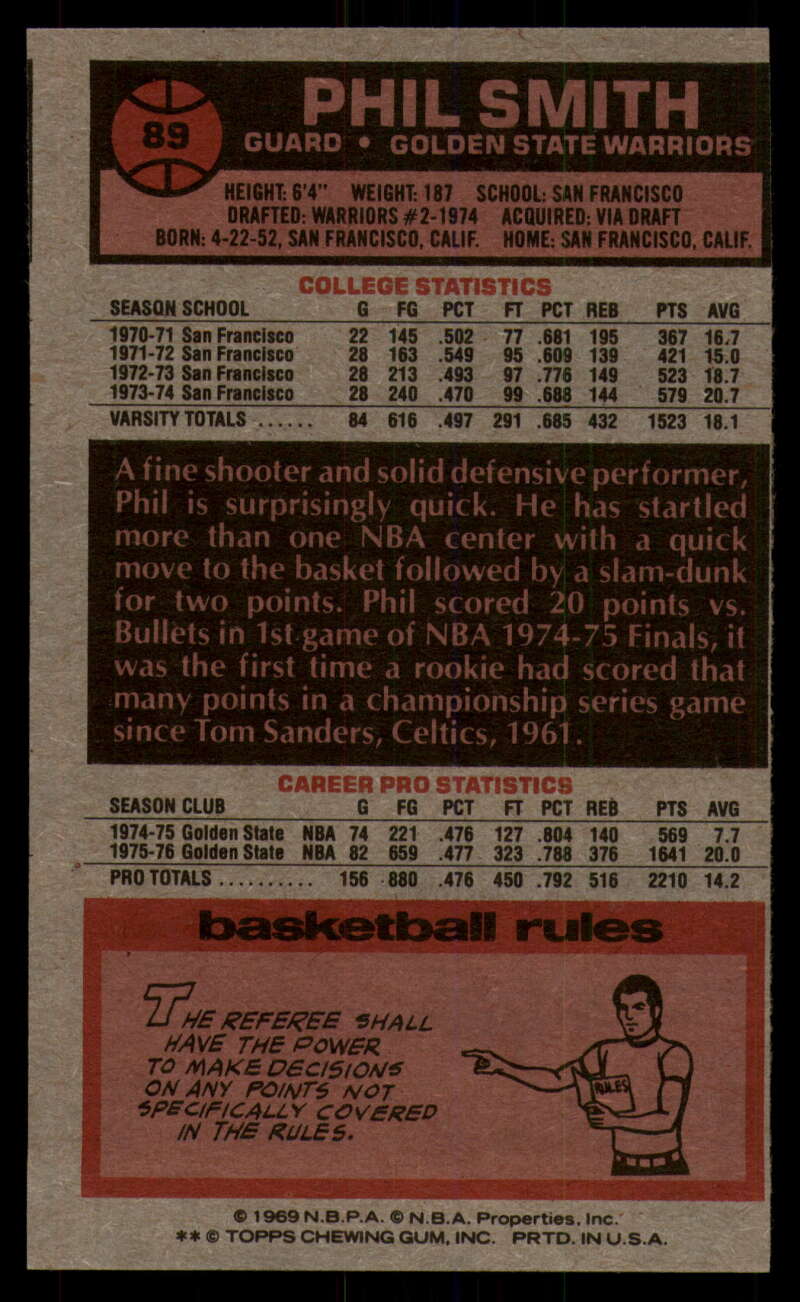 89
PHIL SMITH
GUARD • GOLDEN STATE WARRIORS
HEIGHT: 6'4" WEIGHT: 187 SCHOOL: SAN FRANCISCO
DRAFTED: WARRIORS #2-1974 ACQUIRED: VIA DRAFT
BORN: 4-22-52, SAN FRANCISCO, CALIF. HOME: SAN FRANCISCO, CALIF.
COLLEGE STATISTICS
SEASON SCHOOL G FG PCT FT PCT REB PTS AVG
1970-71 San Francisco 22 145 .502 77 .681 195 367 16.7
1971-72 San Francisco 28 163 .549 95 .609 139 421 15.0
1972-73 San Francisco 28 213 .493 97 .776 149 523 18.7
1973-74 San Francisco 28 240 .470 99 .688 144 579 20.7
VARSITY TOTALS ...... 84 616 .497 291 .685 432 1523 18.1
A fine shooter and solid defensive performer,
Phil is surprisingly quick. He has startled
more than one NBA center with a quick
move to the basket followed by a slam-dunk
for two points. Phil scored 20 points vs.
Bullets in 1st game of NBA 1974-75 Finals, it
was the first time a rookie had scored that
many points in a championship series game
since Tom Sanders, Celtics, 1961.
CAREER PRO STATISTICS
SEASON CLUB G FG PCT FT PCT REB PTS AVG
1974-75 Golden State NBA 74 221 .476 127 .804 140 569 7.7
1975-76 Golden State NBA 82 659 .477 323 .788 376 1641 20.0
PRO TOTALS .......... 156 880 .476 450 .792 516 2210 14.2
basketball rules
THE REFEREE SHALL
HAVE THE POWER
TO MAKE DECISIONS
ON ANY POINTS NOT
SPECIFICALLY COVERED
IN THE RULES.
RULES
© 1969 N.B.P.A. © N.B.A. Properties, Inc.
** © TOPPS CHEWING GUM, INC. PRTD. IN U.S.A.